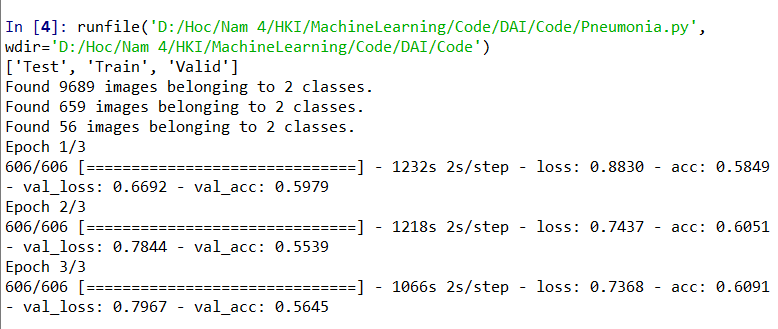 In [4]: runfile('D:/Hoc/Nam 4/HKI/MachineLearning/Code/DAI/Code/Pneumonia.py',
wdir='D:/Hoc/Nam 4/HKI/MachineLearning/Code/DAI/Code')
['Test', 'Train', 'Valid']
Found 9689 images belonging to 2 classes.
Found 659 images belonging to 2 classes.
Found 56 images belonging to 2 classes.
Epoch 1/3
606/606 [==============================] - 1232s 2s/step - loss: 0.8830 - acc: 0.5849
- val_loss: 0.6692 - val_acc: 0.5979
Epoch 2/3
606/606 [==============================] - 1218s 2s/step - loss: 0.7437 - acc: 0.6051
- val_loss: 0.7844 - val_acc: 0.5539
Epoch 3/3
606/606 [==============================] - 1066s 2s/step - loss: 0.7368 - acc: 0.6091
- val_loss: 0.7967 - val_acc: 0.5645